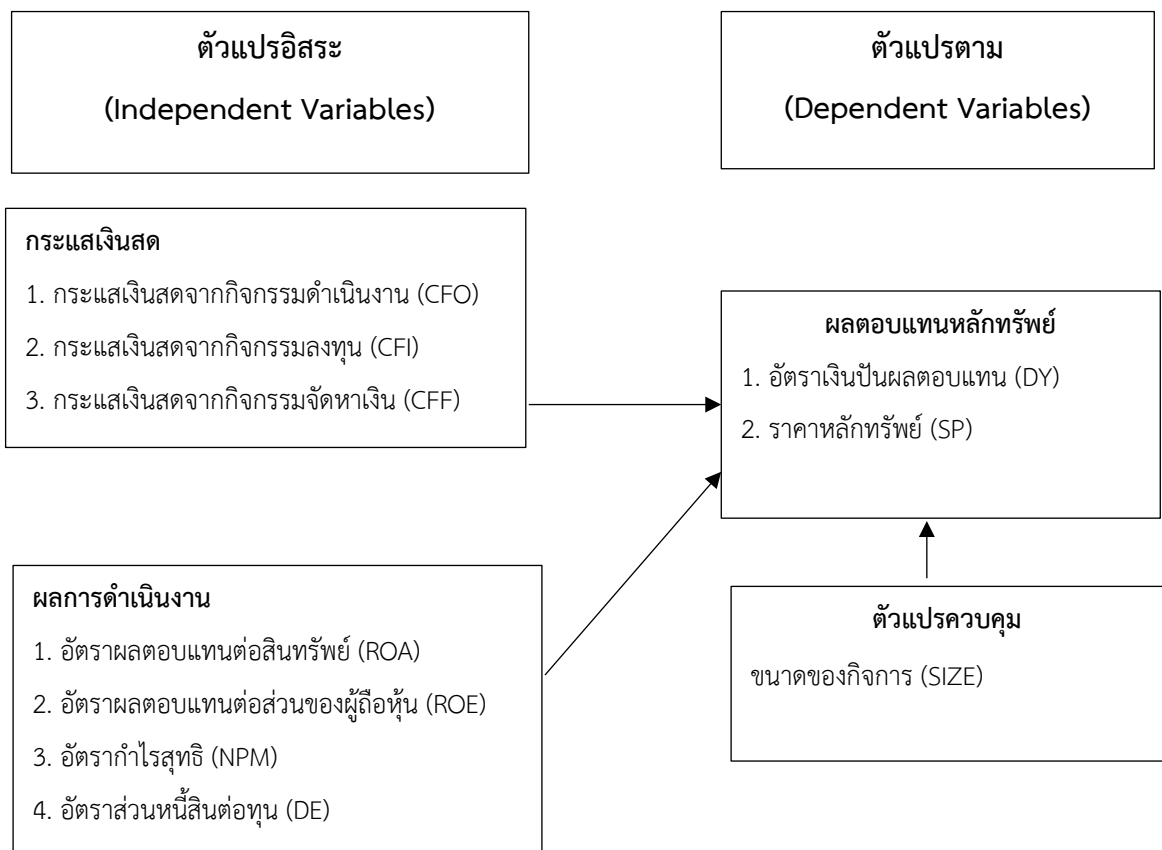 ตัวแปรอิสระ
(Independent Variables)
ตัวแปรตาม
(Dependent Variables)
กระแสเงินสด
1. กระแสเงินสดจากกิจกรรมดำเนินงาน (CFO)
2. กระแสเงินสดจากกิจกรรมลงทุน (CFI)
3. กระแสเงินสดจากกิจกรรมจัดหาเงิน (CFF)
ผลตอบแทนหลักทรัพย์
1. อัตราเงินปันผลตอบแทน (DY)
2. ราคาหลักทรัพย์ (SP)
ผลการดำเนินงาน
1. อัตราผลตอบแทนต่อสินทรัพย์ (ROA)
2. อัตราผลตอบแทนต่อส่วนของผู้ถือหุ้น (ROE)
3. อัตรากำไรสุทธิ (NPM)
4. อัตราส่วนหนี้สินต่อทุน (DE)
ตัวแปรควบคุม
ขนาดของกิจการ (SIZE)